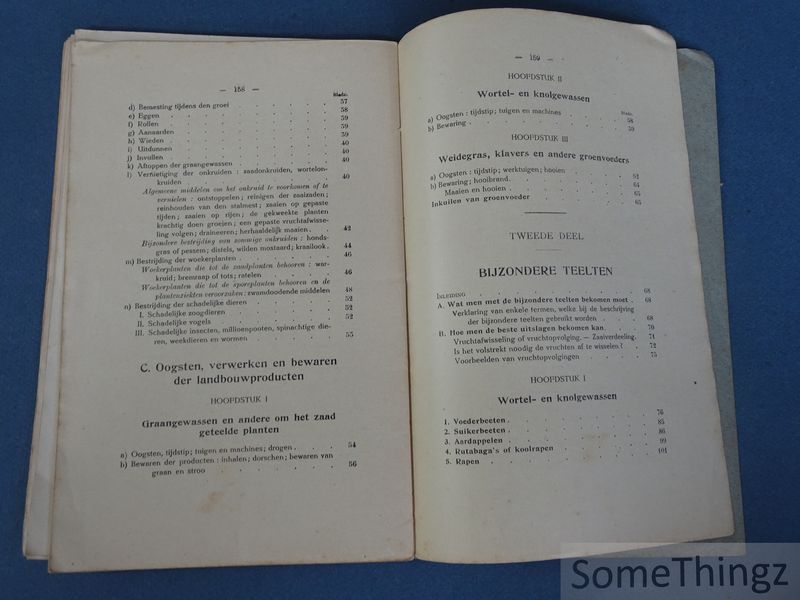 — 158 —
Bladz.
d) Bemesting tijdens den groei 57
e) Eggen 58
f) Rollen 59
g) Aanaarden 39
h) Wieden 39
i) Uitdunnen 40
j) Invullen 40
k) Aftoppen der graangewassen 40
l) Vernietiging der onkruiden : zaadonkruiden, wortelon-
kruiden 40
Algemeene middelen om het onkruid te voorkomen of te
vernielen : ontstoppelen ; reinigen der zaaizaden ;
reinhouden van den stalmest ; zaaien op gepaste
tijden ; zaaien op rijen ; de gekweekte planten
krachtig doen groeien ; een gepaste vruchtafwisse-
ling volgen ; draineeren ; herhaaldelijk maaien 42
Bijzondere bestrijding van sommige onkruiden : honds-
gras of pessem ; distels, wilden mostaard ; kraailook 44
m) Bestrijding der woekerplanten 46
Woekerplanten die tot de zaadplanten behooren : war-
kruid ; bremzaap of tots ; ratelen 46
Woekerplanten die tot de sporeplanten behooren en de
plantenziekten veroorzaken : zwamdoodende middelen 48
n) Bestrijding der schadelijke dieren 52
I. Schadelijke zoogdieren 52
II. Schadelijke vogels 52
III. Schadelijke insecten, millioenpooten, spinachtige die-
ren, weekdieren en wormen 53
C. Oogsten, verwerken en bewaren
der landbouwproducten
HOOFDSTUK I
Graangewassen en andere om het zaad
geteelde planten
a) Oogsten, tijdstip ; tuigen en machines ; drogen 54
b) Bewaren der producten : inhalen ; dorschen ; bewaren van
graan en stroo 56
— 159 —
HOOFDSTUK II
Wortel- en knolgewassen
Bladz.
a) Oogsten : tijdstip ; tuigen en machines 58
b) Bewaring 59
HOOFDSTUK III
Weidegras, klavers en andere groenvoeders
a) Oogsten : tijdstip ; werktuigen ; hooien 62
b) Bewaring ; hooibrand 64
Maaien en hooien 65
Inkuilen van groenvoeder 65
TWEEDE DEEL
BIJZONDERE TEELTEN
INLEIDING 68
A. Wat men met de bijzondere teelten bekomen moet 68
Verklaring van enkele termen, welke bij de beschrijving
der bijzondere teelten gebruikt worden 68
B. Hoe men de beste uitslagen bekomen kan 70
Vruchtafwisseling of vruchtopvolging. — Zaaiverdeeling 71
Is het volstrekt noodig de vruchten af te wisselen ? 72
Voorbeelden van vruchtopvolgingen 75
HOOFDSTUK I
Wortel- en knolgewassen
1. Voederbeeten 76
2. Suikerbeeten 85
3. Aardappelen 86
4. Rutabaga's of koolrapen 99
5. Rapen 101
SomeThingz